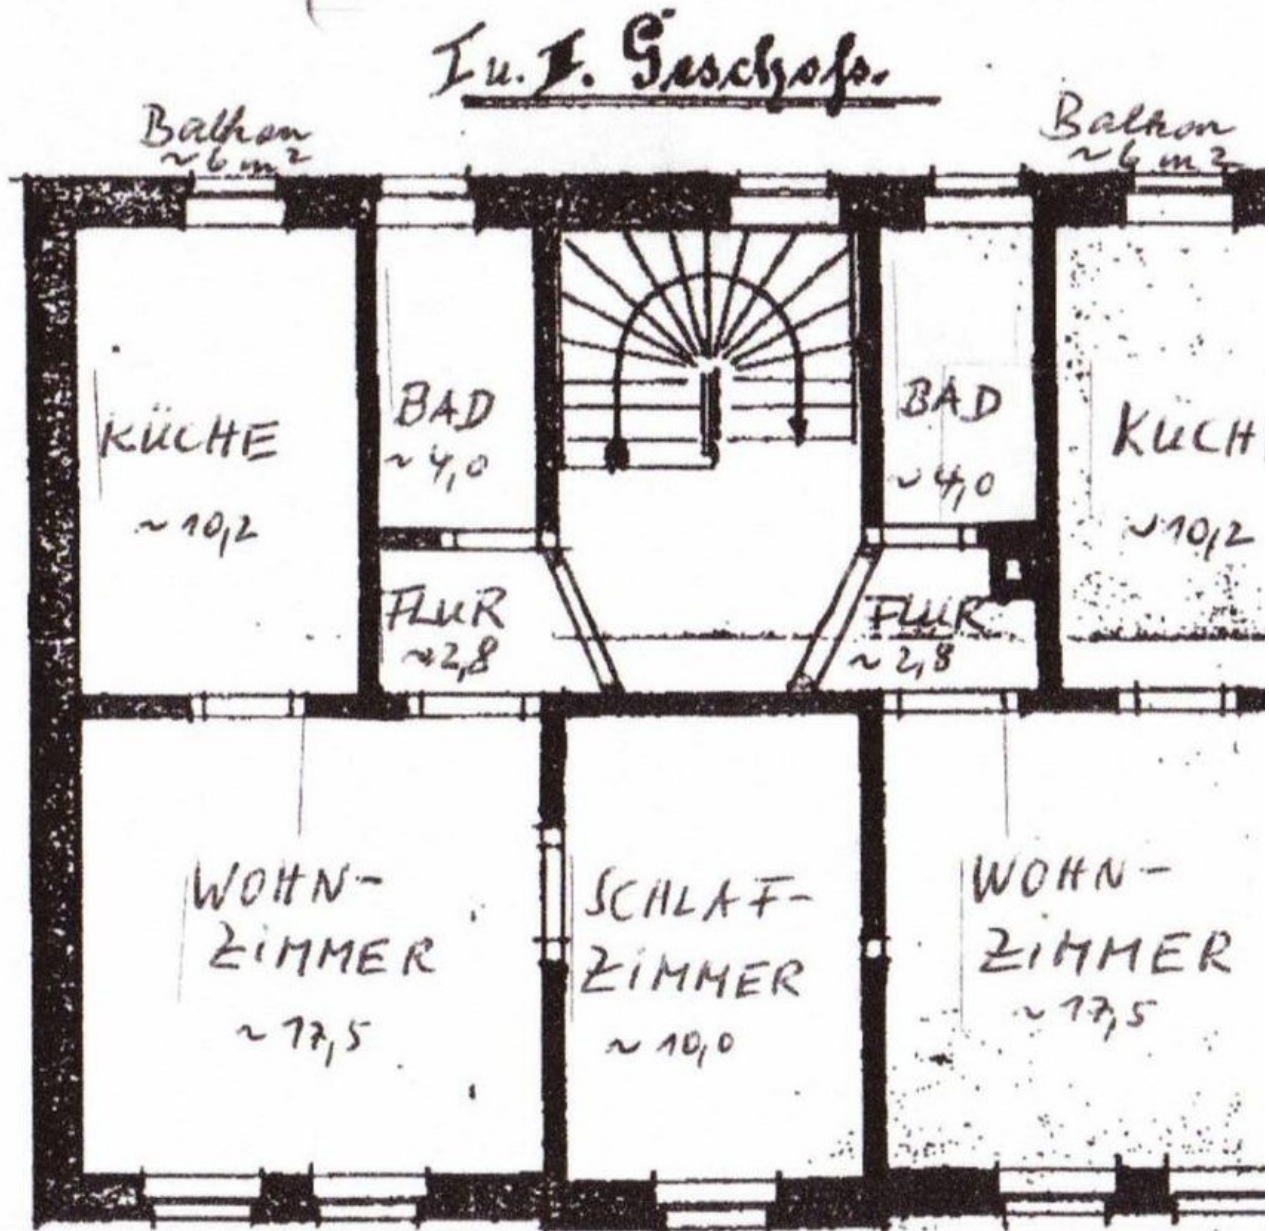 I u. II. Geschoß.
Balkon
~6 m²
Balkon
~6 m²
KÜCHE
~10,2
BAD
~4,0
BAD
~4,0
KÜCH
~10,2
FLUR
~2,8
FLUR
~2,8
WOHN-
ZIMMER
~17,5
SCHLAF-
ZIMMER
~10,0
WOHN-
ZIMMER
~17,5